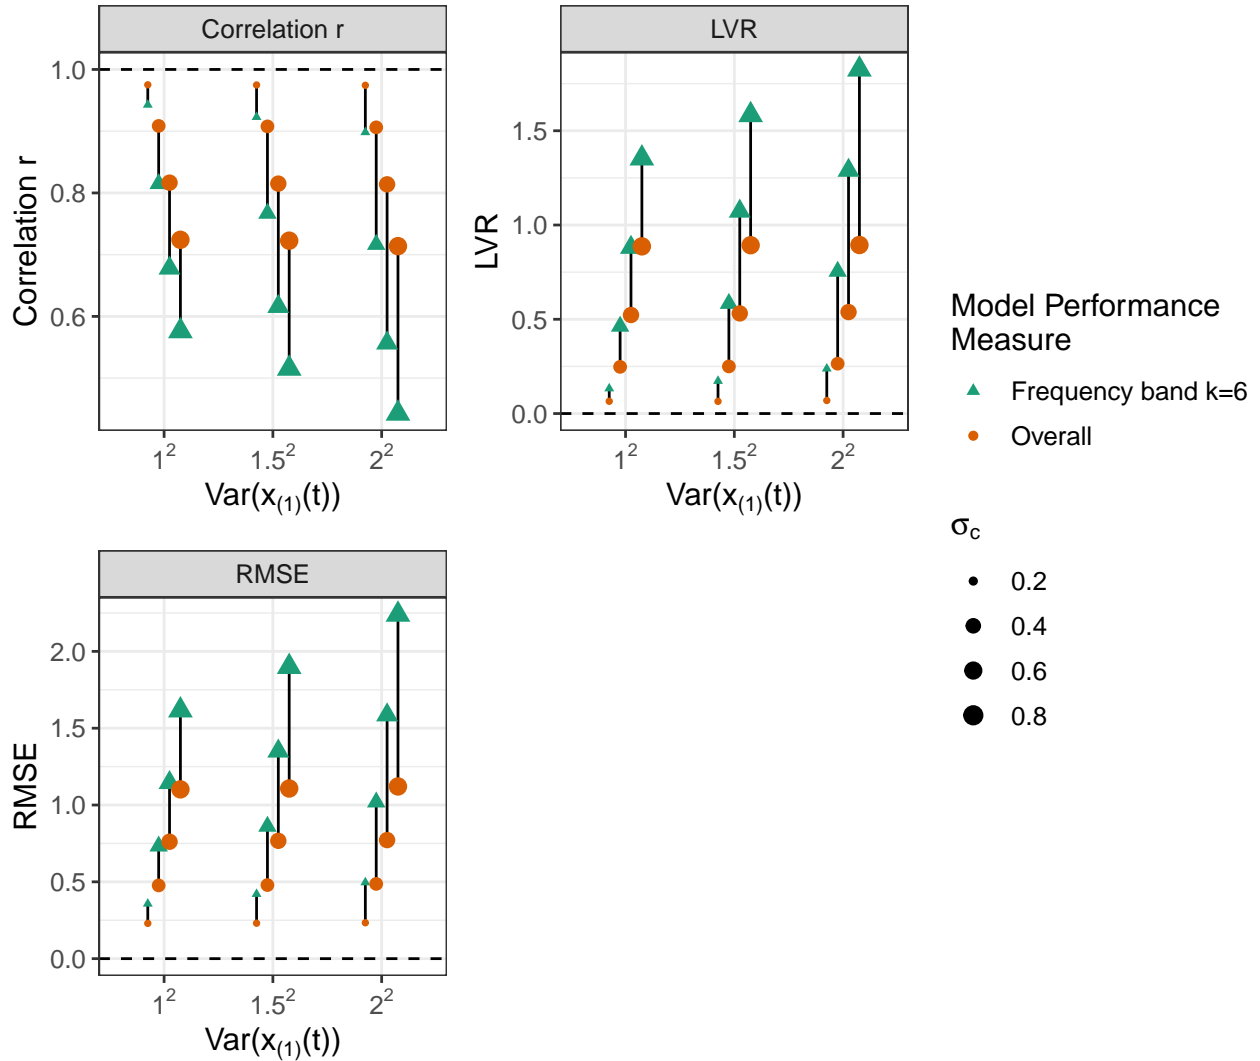 Correlation r
Correlation r
1.0
0.8
0.6
1²
1.5²
2²
Var(x₍₁₎(t))
LVR
LVR
1.5
1.0
0.5
0.0
1²
1.5²
2²
Var(x₍₁₎(t))
RMSE
RMSE
2.0
1.5
1.0
0.5
0.0
1²
1.5²
2²
Var(x₍₁₎(t))
Model Performance
Measure
Frequency band k=6
Overall
σ_c
0.2
0.4
0.6
0.8